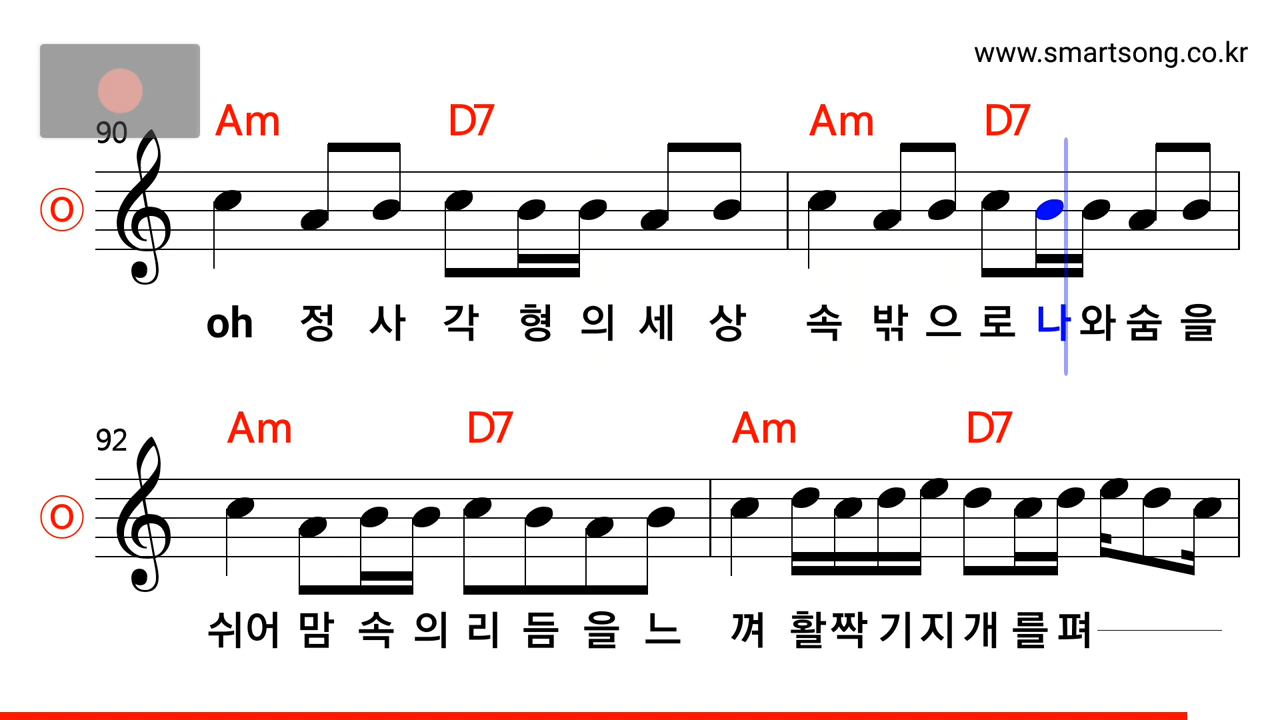 www.smartsong.co.kr
90 Am D7 Am D7
O
oh 정 사 각 형 의 세 상 속 밖 으 로 나 와 숨 을
92 Am D7 Am D7
O
쉬어 맘 속 의 리 듬 을 느 껴 활짝 기지개 를펴